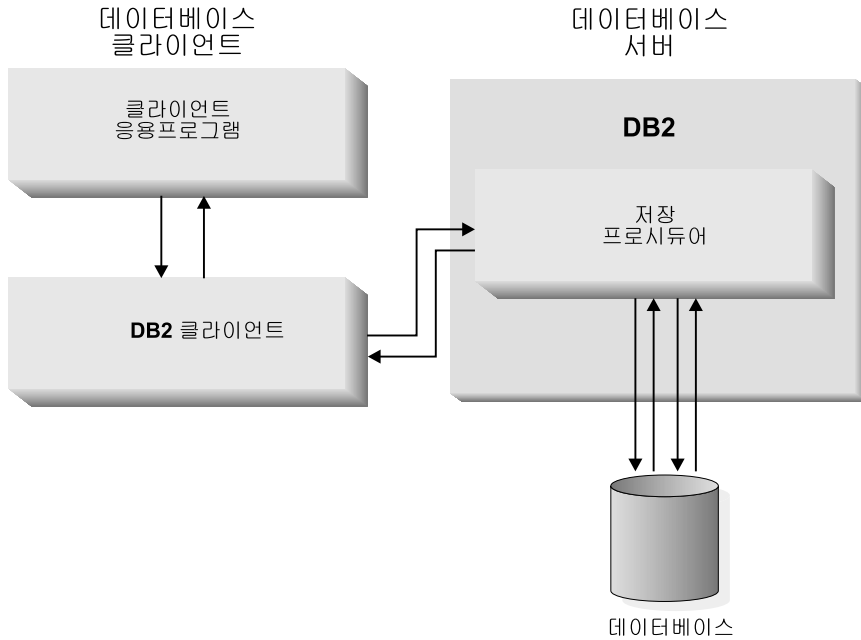 데이터베이스
클라이언트
데이터베이스
서버
클라이언트
응용프로그램
DB2
저장
프로시듀어
DB2 클라이언트
데이터베이스